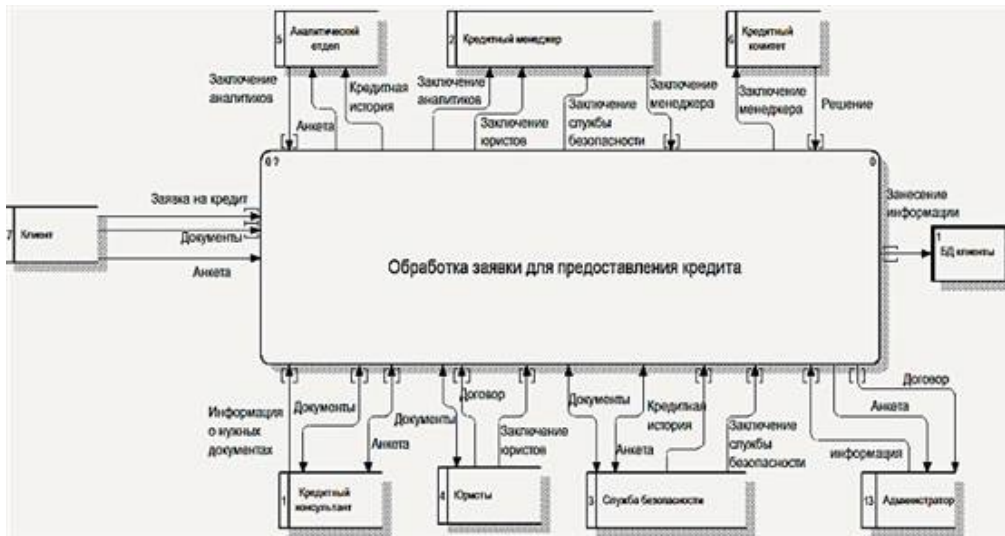 5
Аналитический
отдел
2
Кредитный менеджер
6
Кредитный
комитет
Заключение
аналитиков
Анкета
Кредитная
история
Заключение
аналитиков
Заключение
юристов
Заключение
службы
безопасности
Заключение
менеджера
Заключение
менеджера
Решение
0 ?
0
Заявка на кредит
Клиент
Документы
Анкета
Обработка заявки для предоставления кредита
Занесение
информации
1
БД клиенты
Информация
о нужных
документах
Документы
Анкета
Документы
Договор
Заключение
юристов
Документы
Анкета
Кредитная
история
Заключение
службы
безопасности
информация
Анкета
Договор
1
Кредитный
консультант
4
Юристы
3
Служба безопасности
13
Администратор